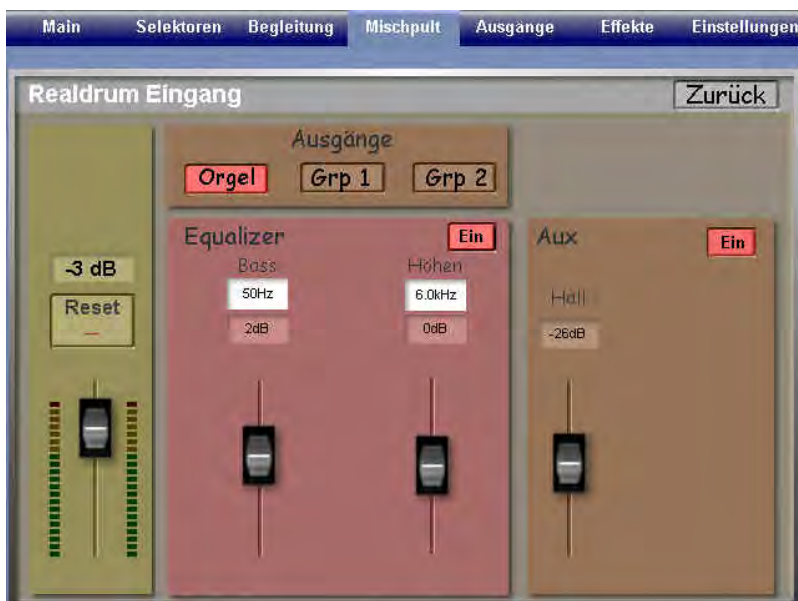 Main Selektoren Begleitung Mischpult Ausgänge Effekte Einstellungen
Realdrum Eingang Zurück
Ausgänge
Orgel Grp 1 Grp 2
Equalizer Ein Aux Ein
Bass Höhen
-3 dB
50Hz 6.0kHz Hall
Reset
2dB 0dB -26dB